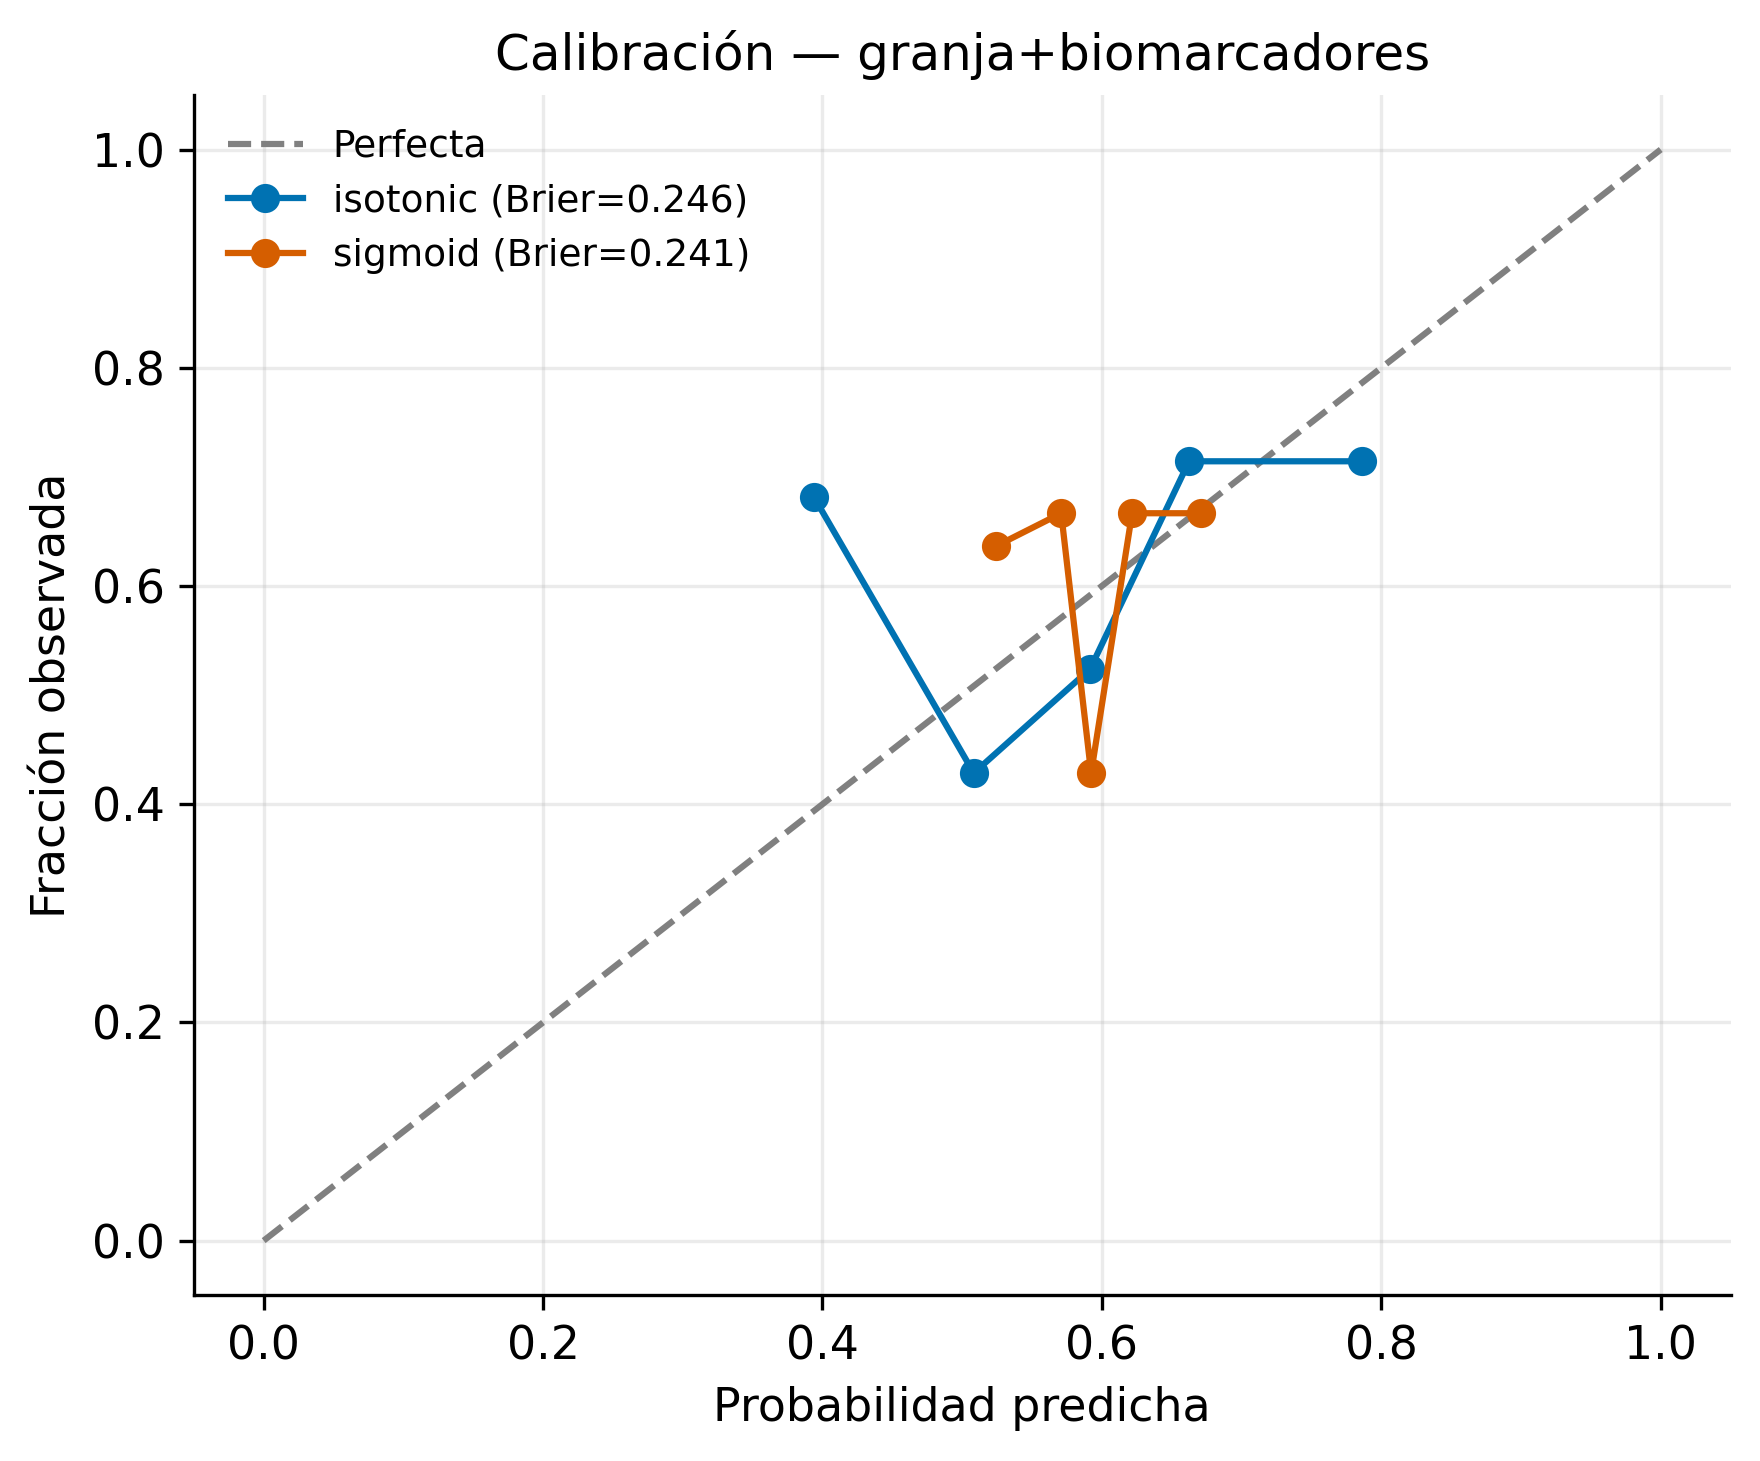 Calibración — granja+biomarcadores
Perfecta
isotonic (Brier=0.246)
sigmoid (Brier=0.241)
1.0
0.8
0.6
0.4
0.2
0.0
Fracción observada
0.0 0.2 0.4 0.6 0.8 1.0
Probabilidad predicha